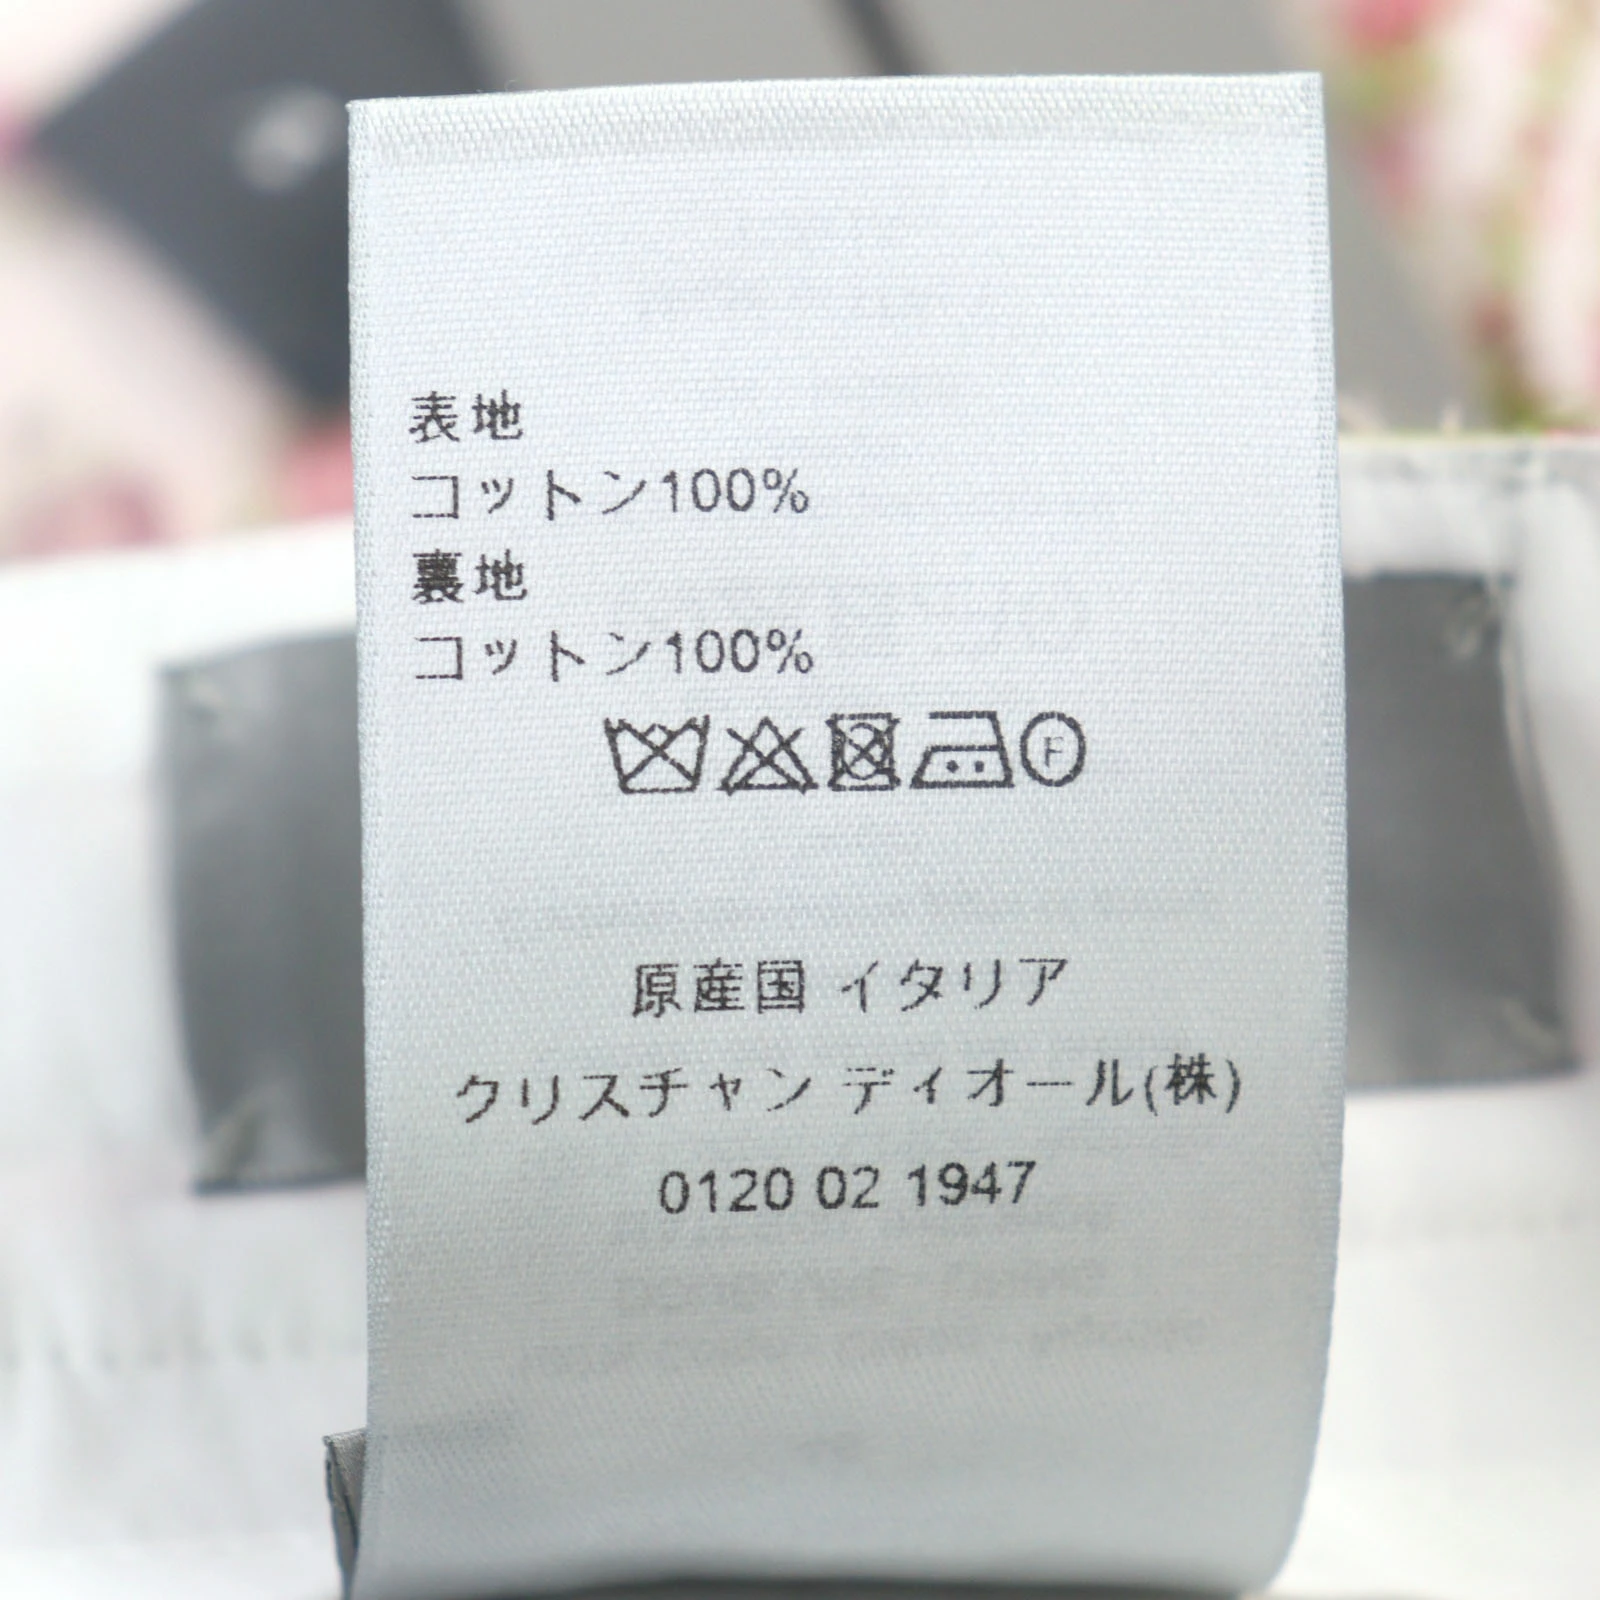 表地
コットン100%
裏地
コットン100%
F
原産国 イタリア
クリスチャン ディオール(株)
0120 02 1947